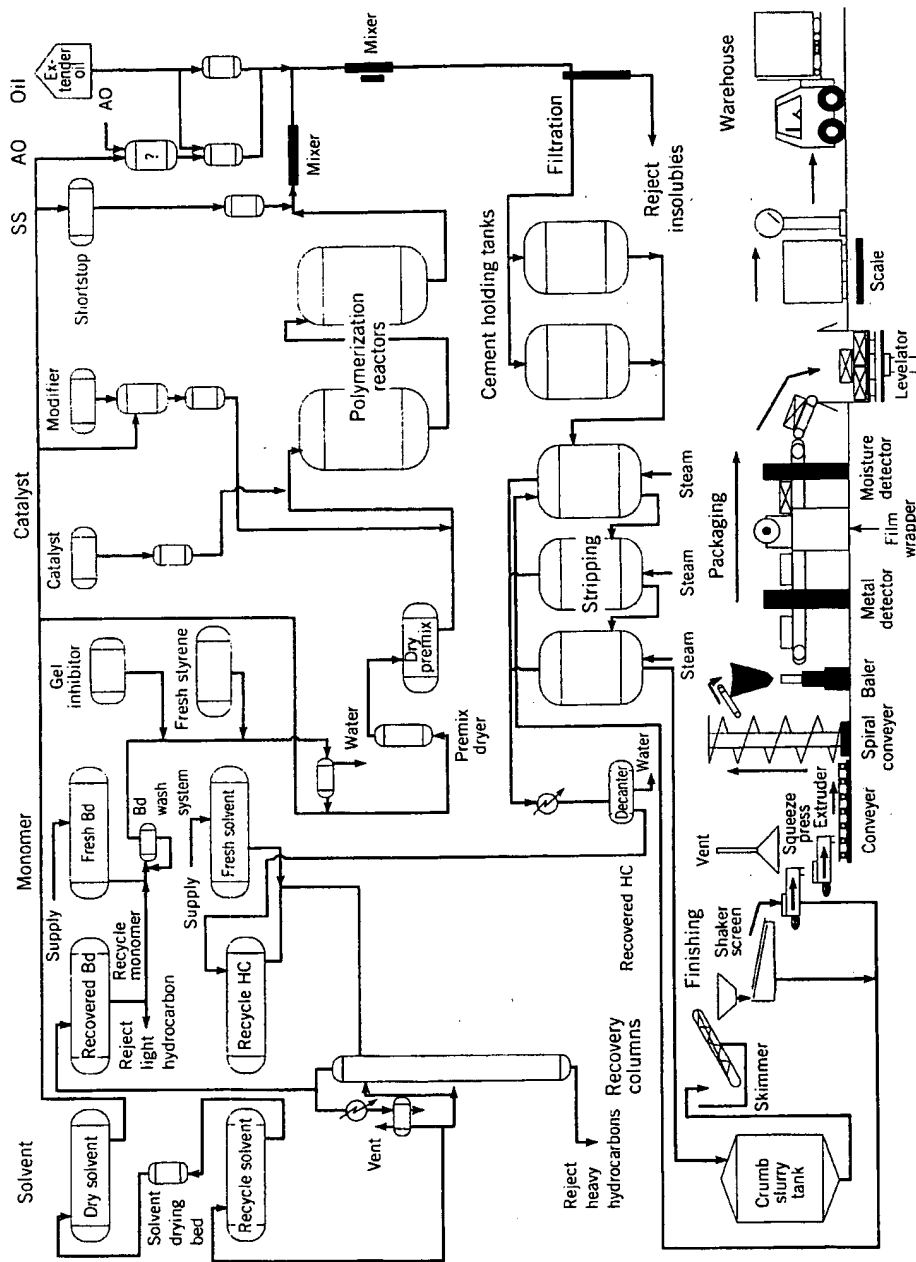 Solvent
Monomer
Catalyst
SS
AO
Oil
Dry solvent
Solvent
drying
bed
Recycle solvent
Vent
Supply
Recovered Bd
Recycle
monomer
Reject
light
hydrocarbon
Fresh Bd
Bd
wash
system
Supply
Recycle HC
Fresh solvent
Gel
inhibitor
Fresh styrene
Water
Premix
dryer
Dry
premix
Catalyst
Modifier
Shortstop
AO
?
Ex-
tender
oil
Mixer
Mixer
Polymerization
reactors
Reject
heavy
hydrocarbons
Recovery
columns
Recovered HC
Decanter
Water
Stripping
Steam
Steam
Steam
Cement holding tanks
Filtration
Reject
insolubles
Crumb
slurry
tank
Skimmer
Finishing
Shaker
screen
Vent
Squeeze
press
Extruder
Conveyer
Spiral
conveyer
Baler
Packaging
Metal
detector
Film
wrapper
Moisture
detector
Levelator
Scale
Warehouse